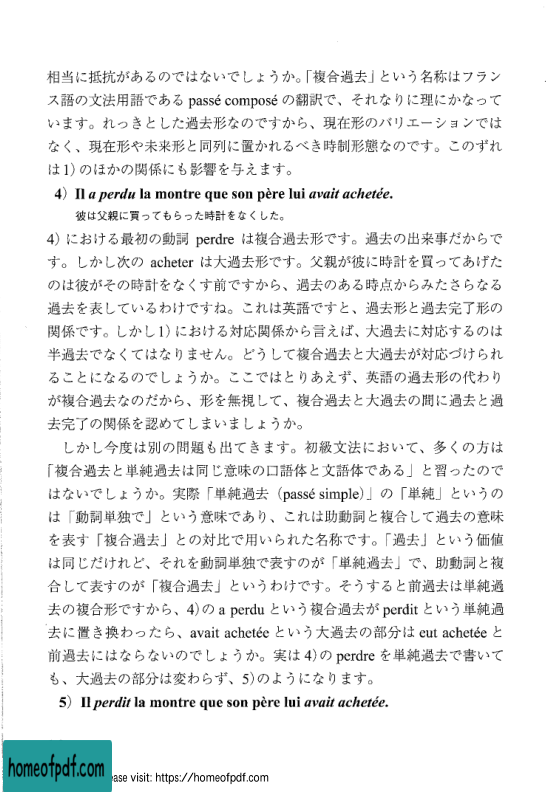 相当に抵抗があるのではないでしょうか。「複合過去」という名称はフラン
ス語の文法用語である passé composé の翻訳で、それなりに理にかなって
います。れっきとした過去形なのですから、現在形のバリエーションでは
なく、現在形や未来形と同列に置かれるべき時制形態なのです。このずれ
は1) のほかの関係にも影響を与えます。
4）Il a perdu la montre que son père lui avait achetée.
彼は父親に買ってもらった時計をなくした。
4) における最初の動詞 perdre は複合過去形です。過去の出来事だからで
す。しかし次の acheter は大過去形です。父親が彼に時計を買ってあげた
のは彼がその時計をなくす前ですから、過去のある時点からみたさらなる
過去を表しているわけですね。これは英語ですと、過去形と過去完了形の
関係です。しかし1) における対応関係から言えば、大過去に対応するのは
半過去でなくてはなりません。どうして複合過去と大過去が対応づけられ
ることになるのでしょうか。ここではとりあえず、英語の過去形の代わり
が複合過去なのだから、形を無視して、複合過去と大過去の間に過去と過
去完了の関係を認めてしまいましょうか。
しかし今度は別の問題も出てきます。初級文法において、多くの方は
「複合過去と単純過去は同じ意味の口語体と文語体である」と習ったので
はないでしょうか。実際「単純過去（passé simple）」の「単純」というの
は「動詞単独で」という意味であり、これは助動詞と複合して過去の意味
を表す「複合過去」との対比で用いられた名称です。「過去」という価値
は同じだけれど、それを動詞単独で表すのが「単純過去」で、助動詞と複
合して表すのが「複合過去」というわけです。そうすると前過去は単純過
去の複合形ですから、4)の a perdu という複合過去が perdit という単純過
去に置き換わったら、avait achetée という大過去の部分は eut achetée と
前過去にはならないのでしょうか。実は 4)の perdre を単純過去で書いて
も、大過去の部分は変わらず、5)のようになります。
5）Il perdit la montre que son père lui avait achetée.
homeofpdf.com
ease visit: https://homeofpdf.com